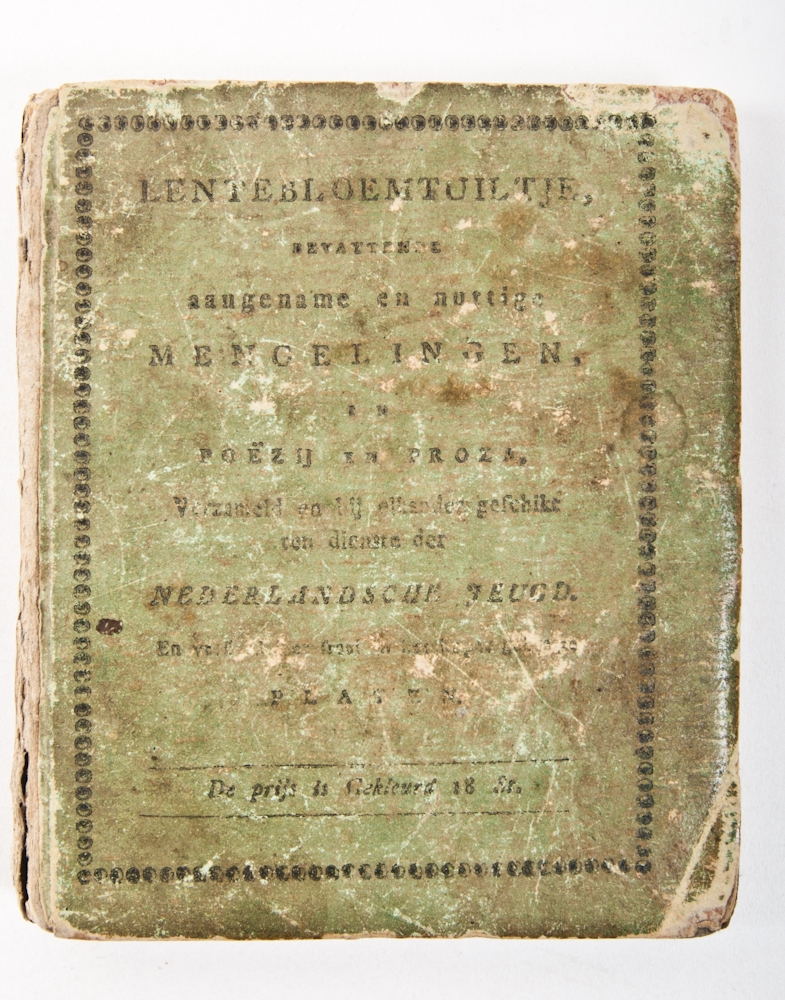 LENTEBLOEMTUILTJE,
BEVATTENDE
aangename en nuttige
MENGELINGEN,
IN
POËZIJ EN PROZA,
Verzameld en bij elkander geschikt
ten dienste der
NEDERLANDSCHE JEUGD.
En
PLATEN.
De prijs is Gekleurd 18 St.